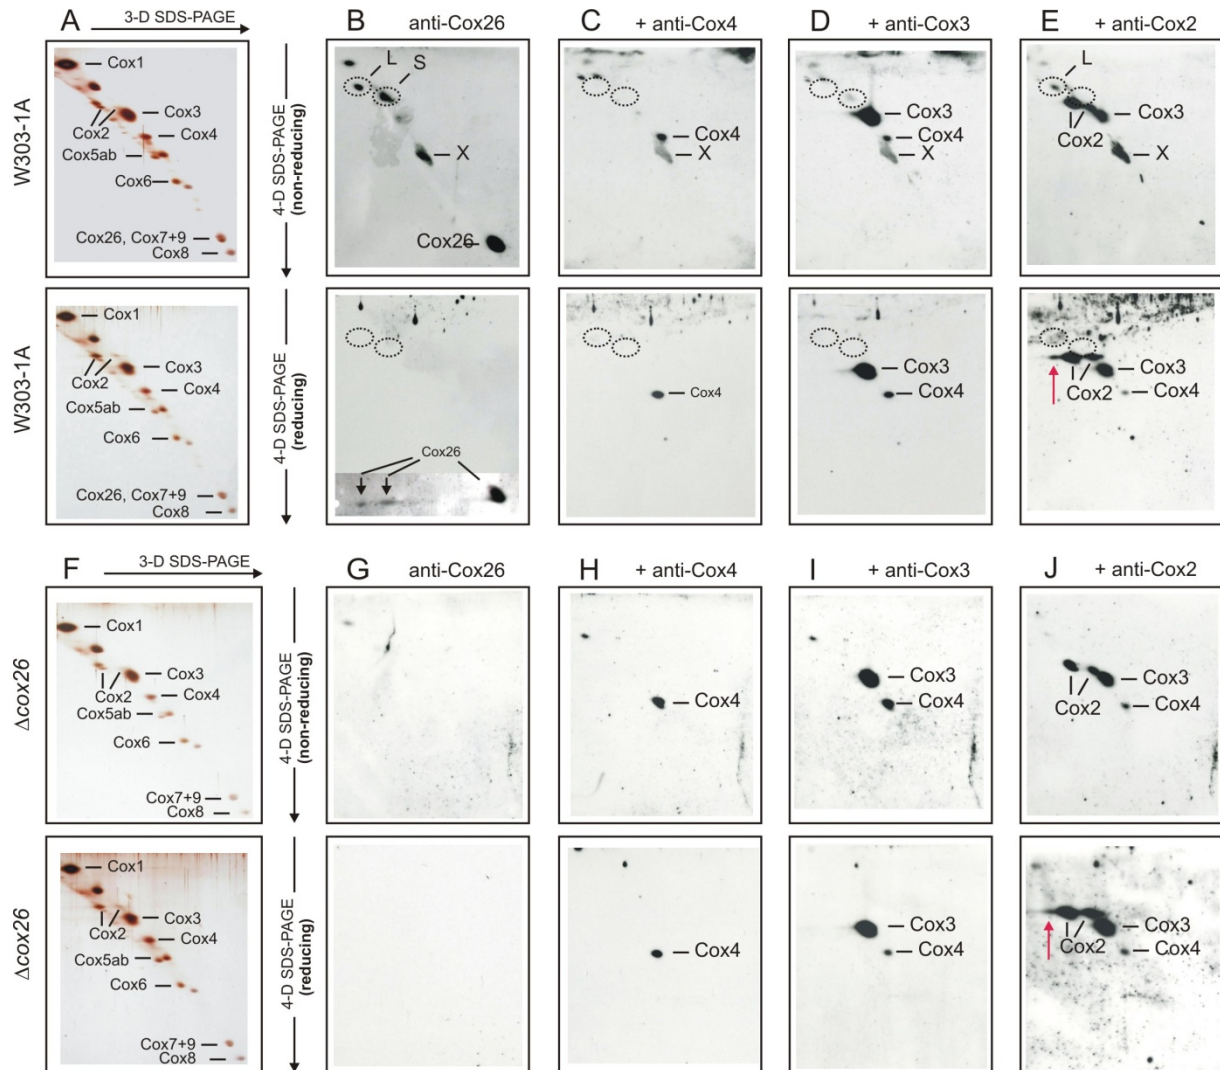 A
3-D SDS-PAGE
B
anti-Cox26
C
+ anti-Cox4
D
+ anti-Cox3
E
+ anti-Cox2
W303-1A
Cox1
Cox3
Cox2
Cox4
Cox5ab
Cox6
Cox26, Cox7+9
Cox8
4-D SDS-PAGE
(non-reducing)
L
S
X
Cox26
Cox4
X
Cox3
Cox4
X
L
Cox3
Cox2
X
W303-1A
Cox1
Cox3
Cox2
Cox4
Cox5ab
Cox6
Cox26, Cox7+9
Cox8
4-D SDS-PAGE
(reducing)
Cox26
Cox4
Cox3
Cox4
Cox3
Cox2
Cox4
F
3-D SDS-PAGE
G
anti-Cox26
H
+ anti-Cox4
I
+ anti-Cox3
J
+ anti-Cox2
Δcox26
Cox1
Cox3
Cox2
Cox4
Cox5ab
Cox6
Cox7+9
Cox8
4-D SDS-PAGE
(non-reducing)
Cox4
Cox3
Cox4
Cox3
Cox2
Cox4
Δcox26
Cox1
Cox3
Cox2
Cox4
Cox5ab
Cox6
Cox7+9
Cox8
4-D SDS-PAGE
(reducing)
Cox4
Cox3
Cox4
Cox3
Cox2
Cox4